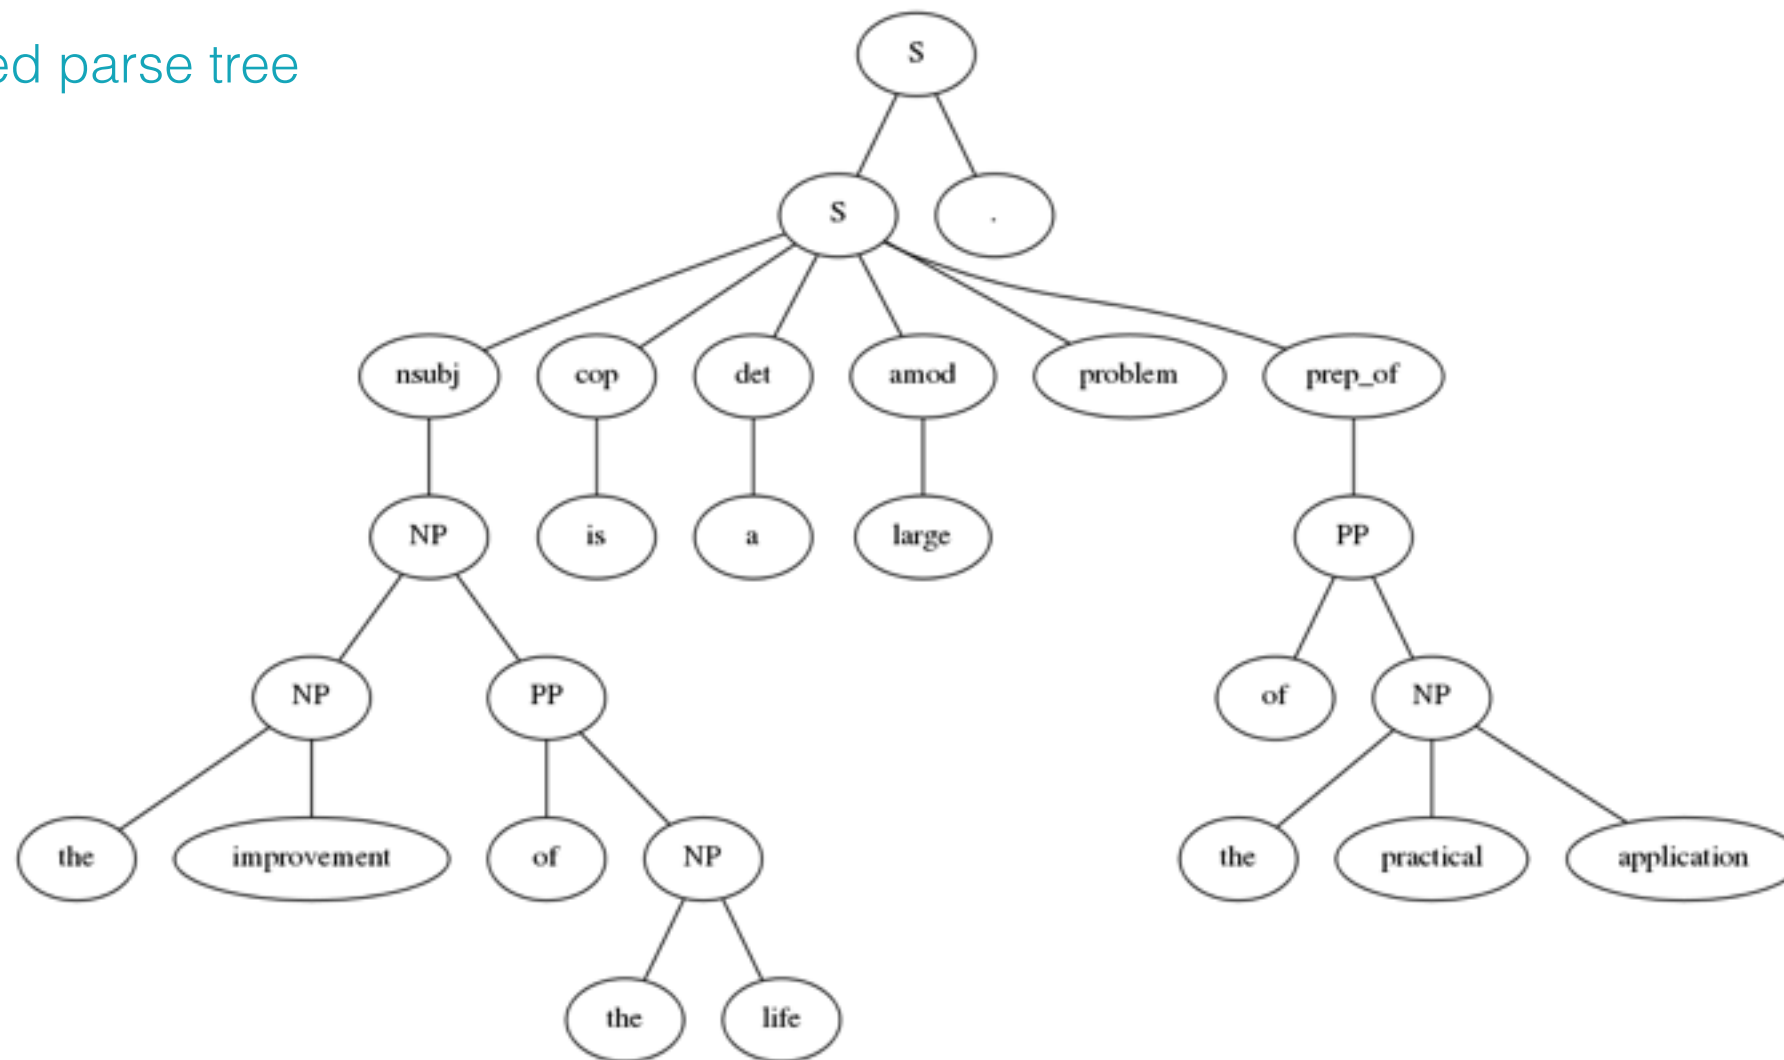 ed parse tree
S
S .
nsubj cop det amod problem prep_of
NP is a large PP
NP PP of NP
the improvement of NP the practical application
the life